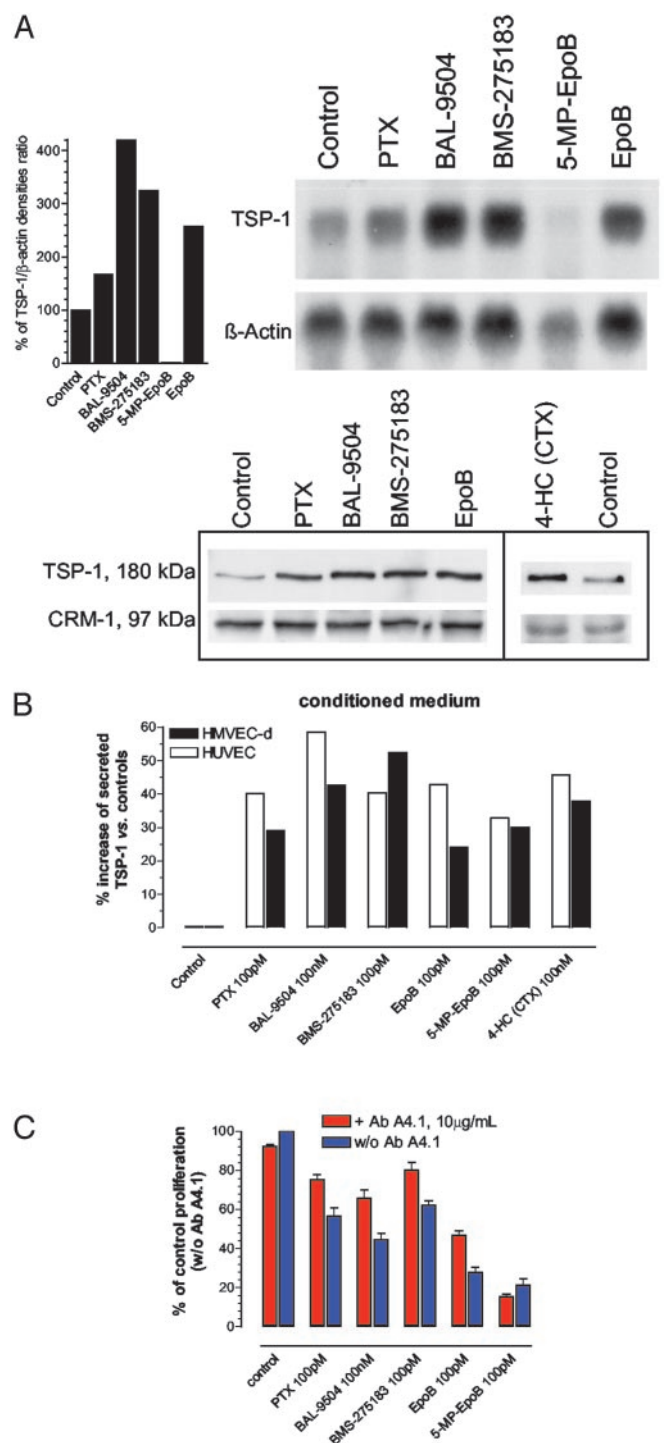 A
% of TSP-1/β-actin densities ratio
400
300
200
100
0
Control
PTX
BAL-9504
BMS-275183
5-MP-EpoB
EpoB
Control
PTX
BAL-9504
BMS-275183
5-MP-EpoB
EpoB
TSP-1
ß-Actin
Control
PTX
BAL-9504
BMS-275183
EpoB
4-HC (CTX)
Control
TSP-1, 180 kDa
CRM-1, 97 kDa
B
conditioned medium
HMVEC-d
HUVEC
% increase of secreted
TSP-1 vs. controls
60
50
40
30
20
10
0
Control
PTX 100pM
BAL-9504 100nM
BMS-275183 100pM
EpoB 100pM
5-MP-EpoB 100pM
4-HC (CTX) 100nM
C
+ Ab A4.1, 10µg/mL
w/o Ab A4.1
% of control proliferation
(w/o Ab A4.1)
100
80
60
40
20
0
control
PTX 100pM
BAL-9504 100nM
BMS-275183 100pM
EpoB 100pM
5-MP-EpoB 100pM